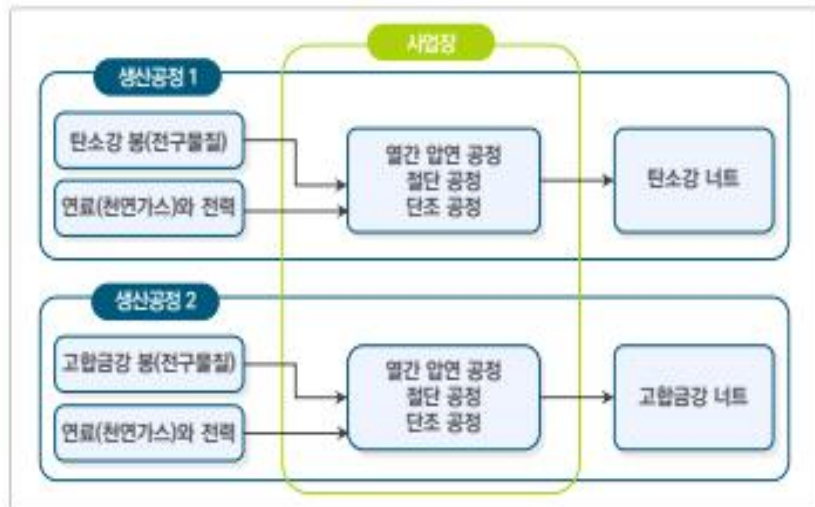 사업장
생산공정 1
탄소강 봉(전구물질)
연료(천연가스)와 전력
열간 압연 공정
절단 공정
단조 공정
탄소강 너트
생산공정 2
고합금강 봉(전구물질)
연료(천연가스)와 전력
열간 압연 공정
절단 공정
단조 공정
고합금강 너트